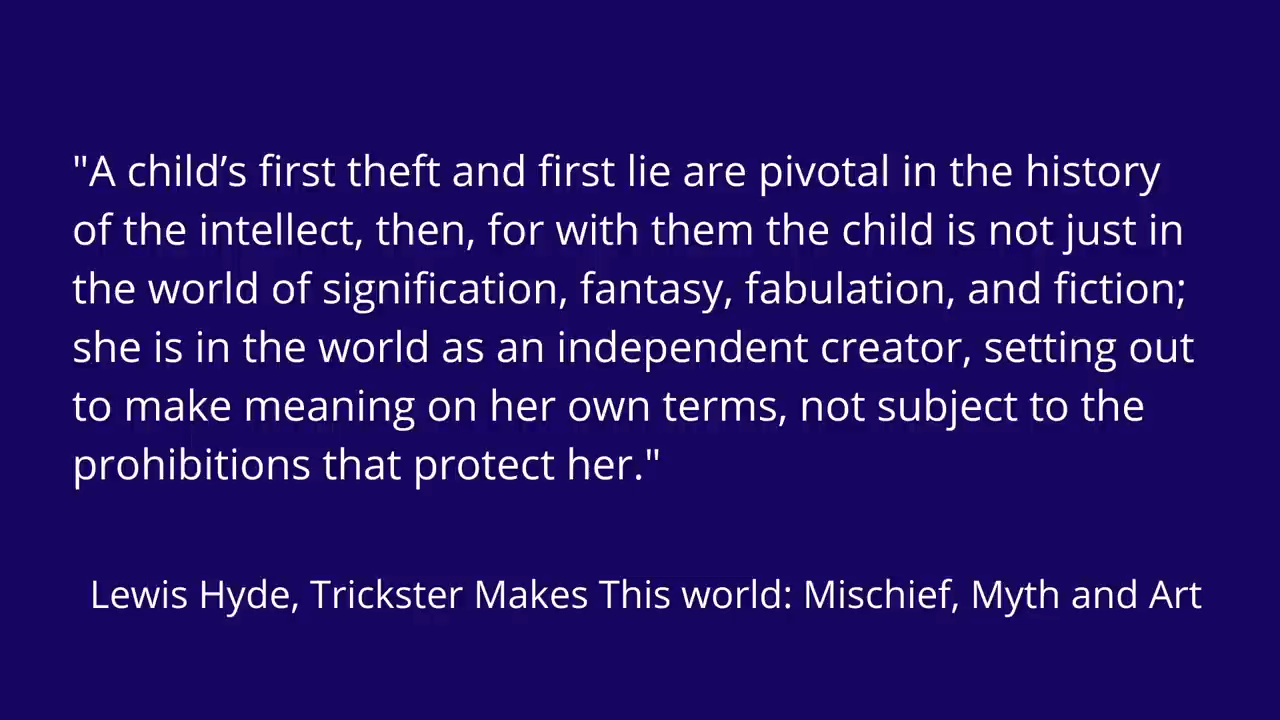 "A child’s first theft and first lie are pivotal in the history
of the intellect, then, for with them the child is not just in
the world of signification, fantasy, fabulation, and fiction;
she is in the world as an independent creator, setting out
to make meaning on her own terms, not subject to the
prohibitions that protect her."
Lewis Hyde, Trickster Makes This world: Mischief, Myth and Art